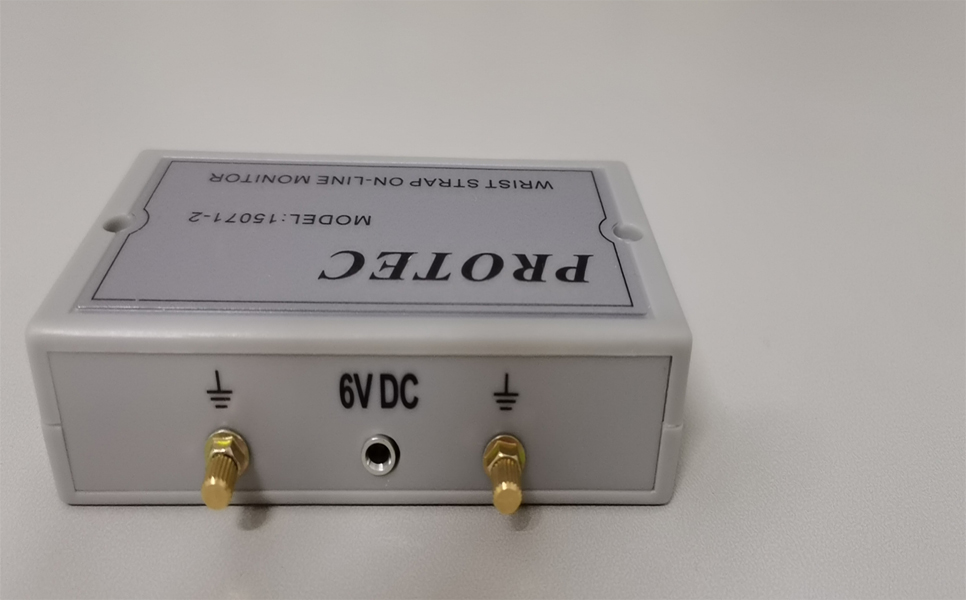 PROTEC
MODEL:15071-2
WRIST STRAP ON-LINE MONITOR
6V DC